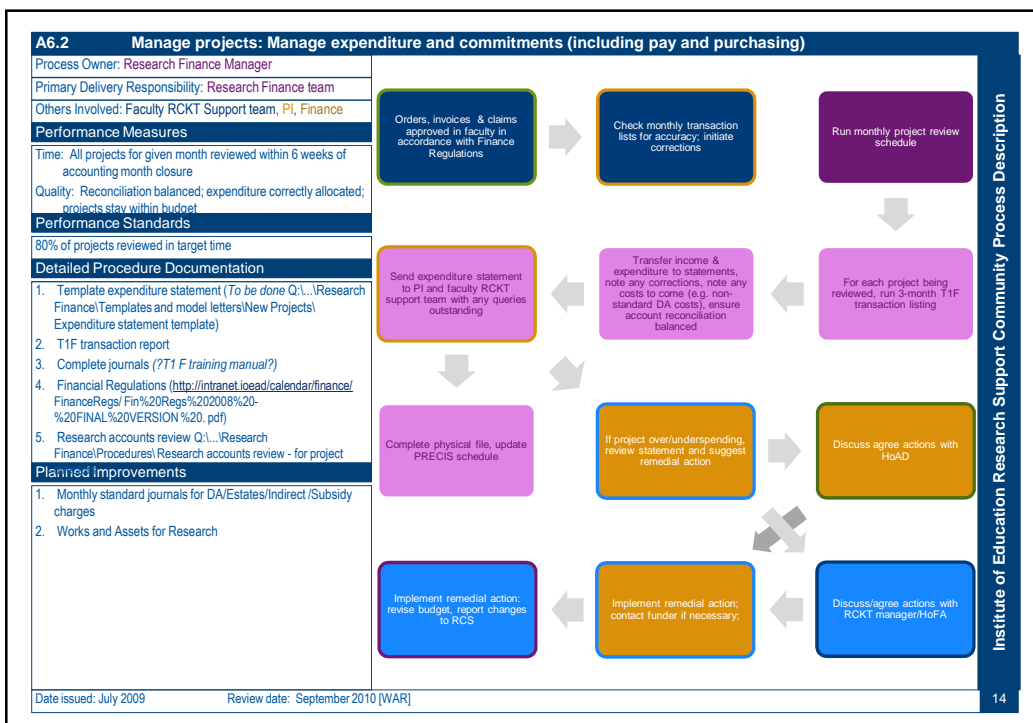 A6.2 Manage projects: Manage expenditure and commitments (including pay and purchasing)
Process Owner: Research Finance Manager
Primary Delivery Responsibility: Research Finance team
Others Involved: Faculty RCKT Support team, PI, Finance
Performance Measures
Time: All projects for given month reviewed within 6 weeks of
accounting month closure
Quality: Reconciliation balanced; expenditure correctly allocated;
projects stay within budget
Performance Standards
80% of projects reviewed in target time
Detailed Procedure Documentation
1. Template expenditure statement (To be done Q:\...\Research
Finance\Templates and model letters\New Projects\
Expenditure statement template)
2. T1F transaction report
3. Complete journals (?T1 F training manual?)
4. Financial Regulations (http://intranet.ioead/calendar/finance/
FinanceRegs/ Fin%20Regs%202008%20-
%20FINAL%20VERSION %20. pdf)
5. Research accounts review Q:\...\Research
Finance\Procedures\ Research accounts review - for project
Planned Improvements
1. Monthly standard journals for DA/Estates/Indirect /Subsidy
charges
2. Works and Assets for Research
Orders, invoices & claims
approved in faculty in
accordance with Finance
Regulations
Check monthly transaction
lists for accuracy; initiate
corrections
Run monthly project review
schedule
Send expenditure statement
to PI and faculty RCKT
support team with any queries
outstanding
Transfer income &
expenditure to statements,
note any corrections, note any
costs to come (e.g. non-
standard DA costs), ensure
account reconciliation
balanced
For each project being
reviewed, run 3-month T1F
transaction listing
Complete physical file, update
PRECIS schedule
If project over/underspending,
review statement and suggest
remedial action
Discuss agree actions with
HoAD
Implement remedial action:
revise budget, report changes
to RCS
Implement remedial action;
contact funder if necessary;
Discuss/agree actions with
RCKT manager/HoFA
Institute of Education Research Support Community Process Description
Date issued: July 2009 Review date: September 2010 [WAR]
14